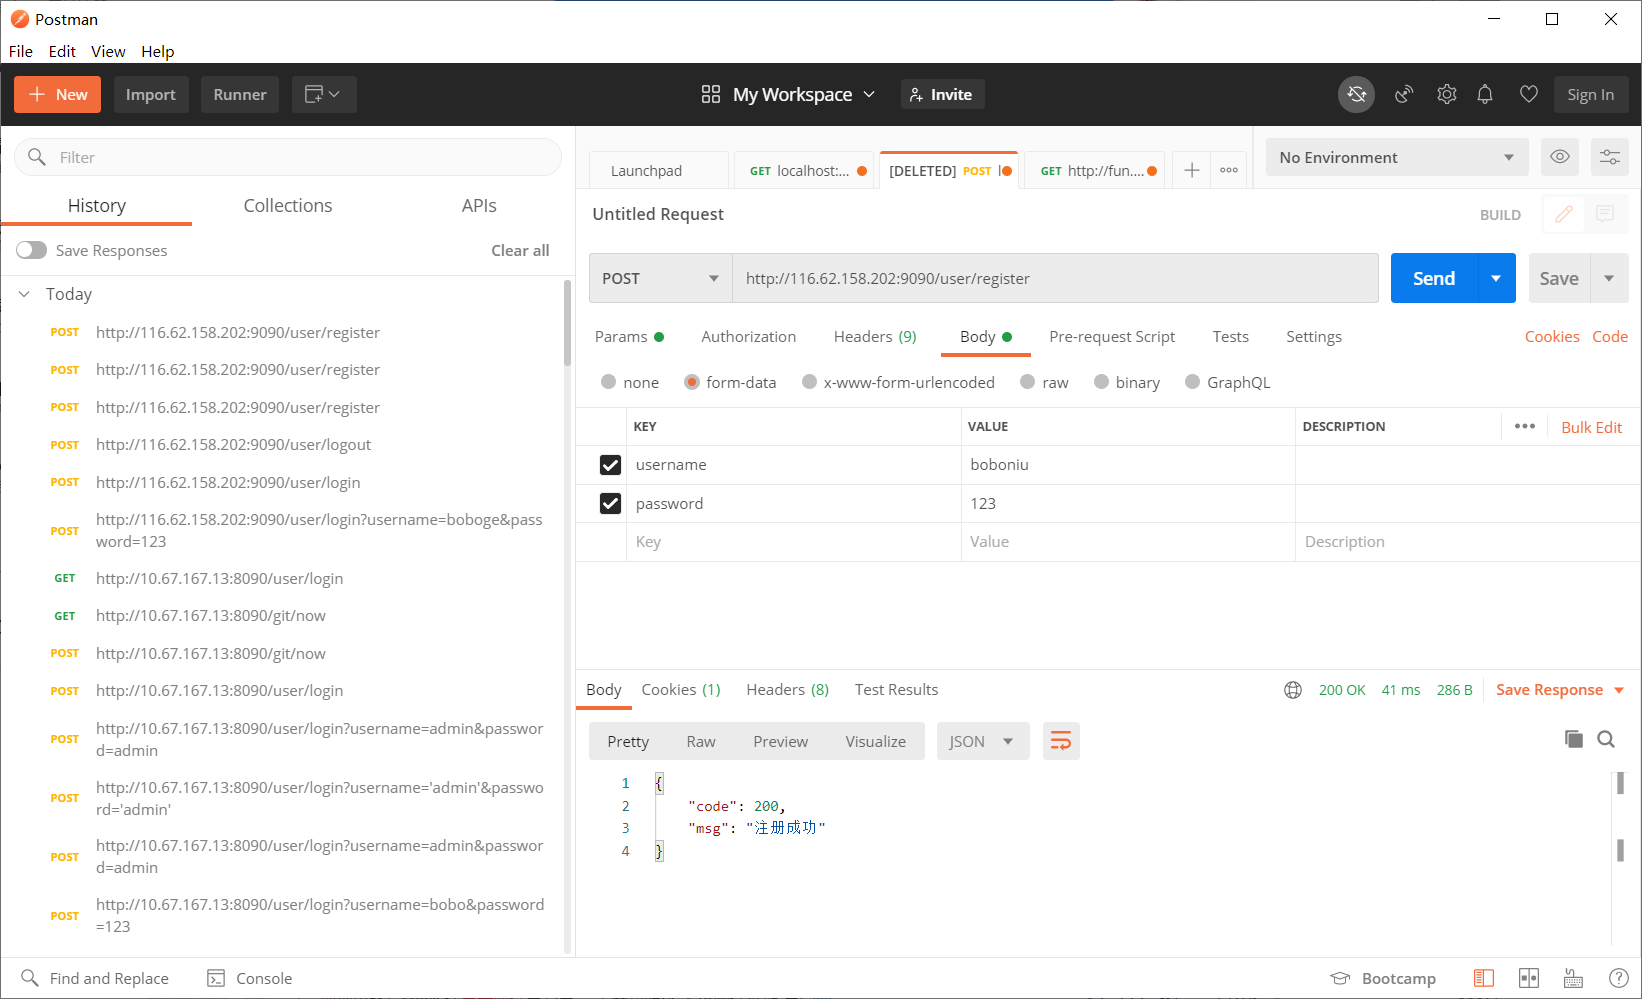 Postman
File Edit View Help
New Import Runner My Workspace Invite Sign In
Filter
History Collections APIs
Save Responses Clear all
Today
POST http://116.62.158.202:9090/user/register
POST http://116.62.158.202:9090/user/register
POST http://116.62.158.202:9090/user/register
POST http://116.62.158.202:9090/user/logout
POST http://116.62.158.202:9090/user/login
POST http://116.62.158.202:9090/user/login?username=boboge&pass
word=123
GET http://10.67.167.13:8090/user/login
GET http://10.67.167.13:8090/git/now
POST http://10.67.167.13:8090/git/now
POST http://10.67.167.13:8090/user/login
POST http://10.67.167.13:8090/user/login?username=admin&passwor
d=admin
POST http://10.67.167.13:8090/user/login?username='admin'&passwo
rd='admin'
POST http://10.67.167.13:8090/user/login?username=admin&passwor
d=admin
POST http://10.67.167.13:8090/user/login?username=bobo&password
=123
Launchpad GET localhost:... [DELETED] POST GET http://fun....
No Environment
Untitled Request BUILD
POST http://116.62.158.202:9090/user/register Send Save
Params Authorization Headers (9) Body Pre-request Script Tests Settings Cookies Code
none form-data x-www-form-urlencoded raw binary GraphQL
KEY VALUE DESCRIPTION Bulk Edit
username boboniu
password 123
Key Value Description
Body Cookies (1) Headers (8) Test Results 200 OK 41 ms 286 B Save Response
Pretty Raw Preview Visualize JSON
1 {
2 "code": 200,
3 "msg": "注册成功"
4 }
Find and Replace Console Bootcamp